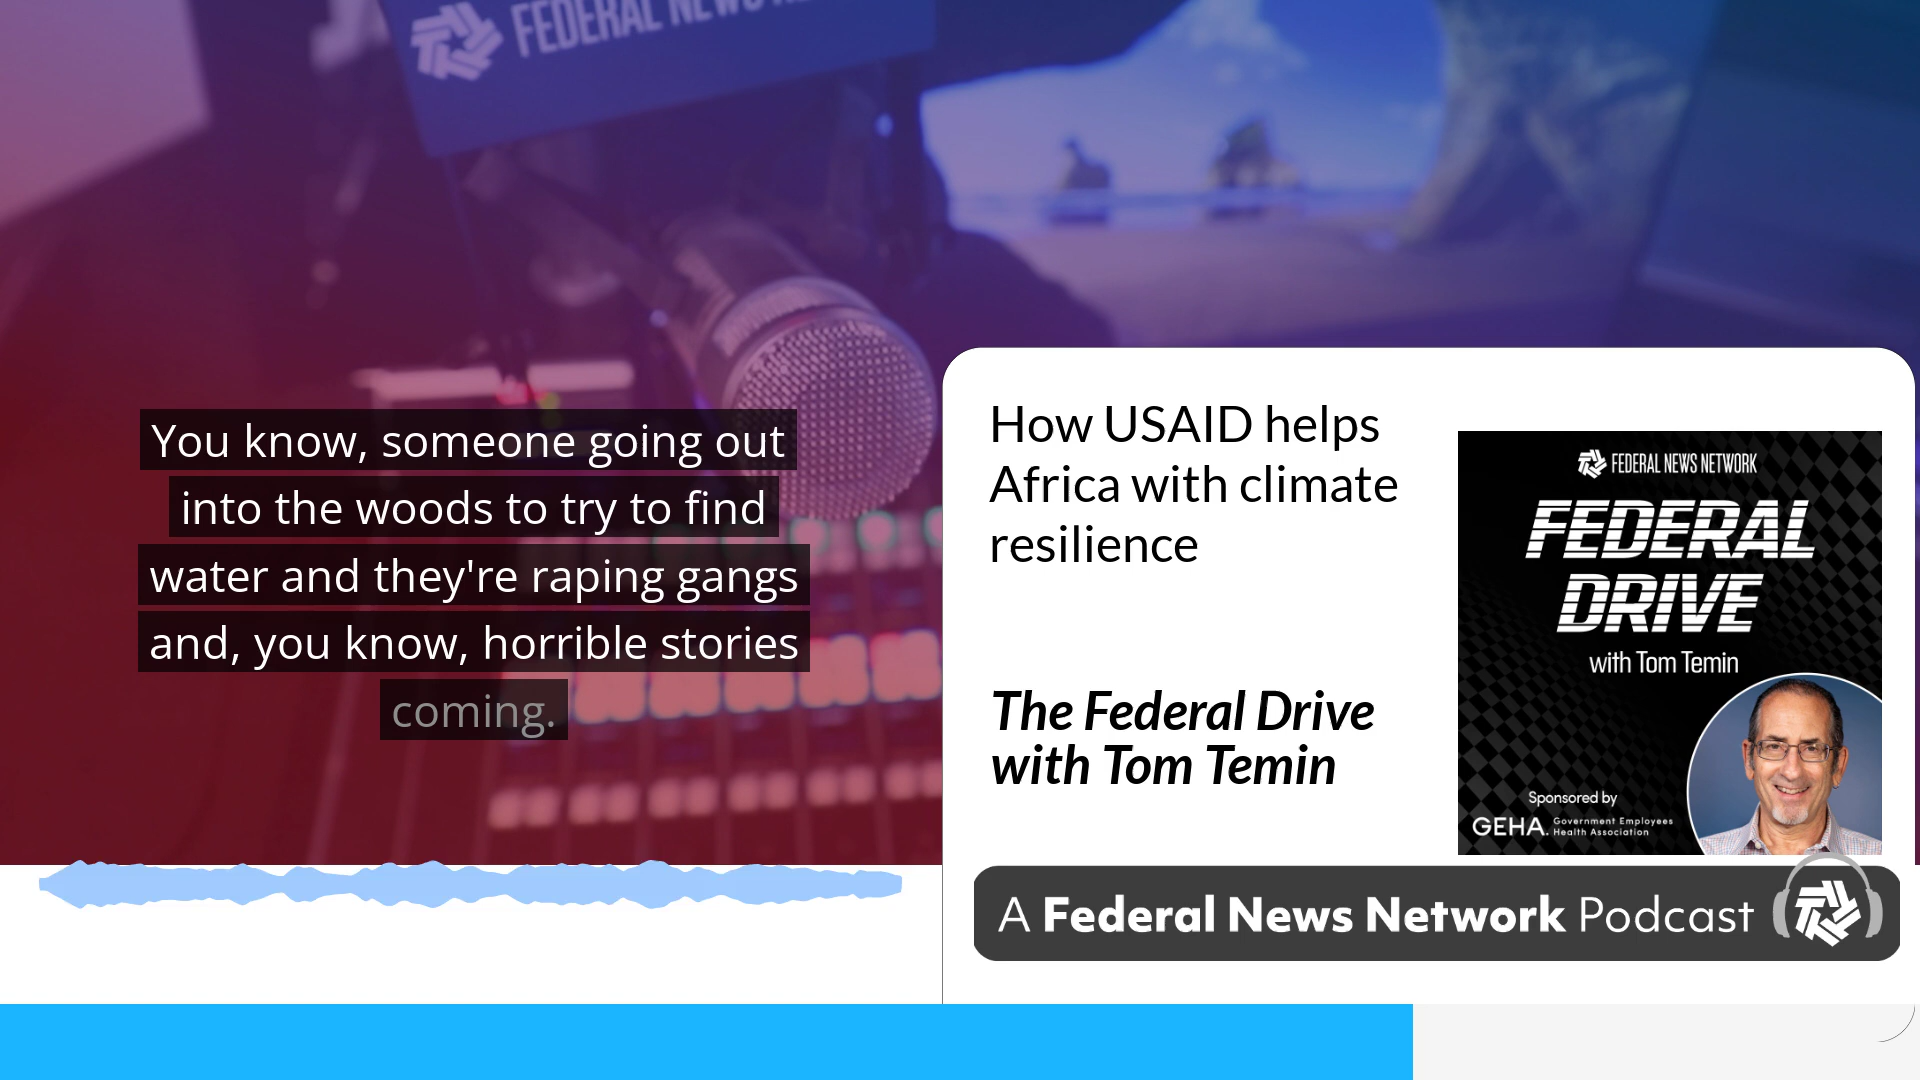 FEDERAL NEWS
You know, someone going out
into the woods to try to find
water and they're raping gangs
and, you know, horrible stories
coming.
How USAID helps
Africa with climate
resilience
The Federal Drive
with Tom Temin
FEDERAL NEWS NETWORK
FEDERAL
DRIVE
with Tom Temin
Sponsored by
GEHA. Government Employees
Health Association
A Federal News Network Podcast